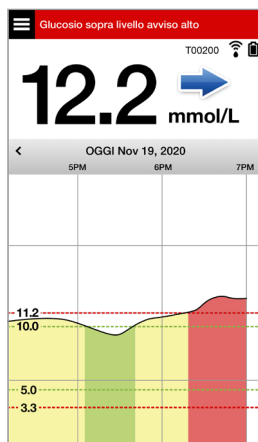 Glucosio sopra livello avviso alto
T00200
12.2
mmol/L
< OGGI Nov 19, 2020
5PM 6PM 7PM
11.2
10.0
5.0
3.3